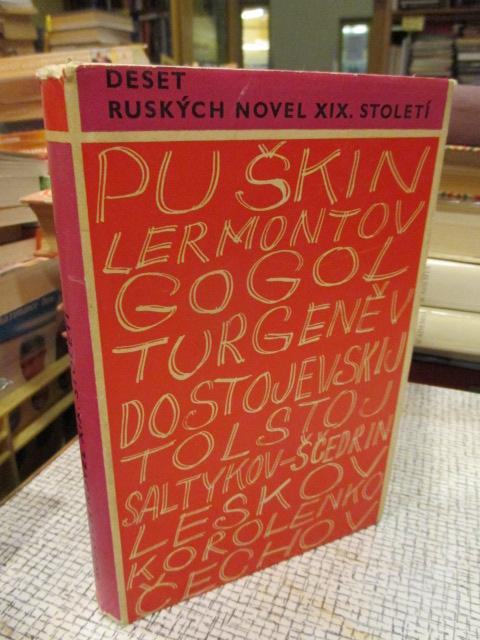 DESET
RUSKÝCH NOVEL XIX. STOLETÍ
PUŠKIN
LERMONTOV
GOGOL
TURGENĚV
DOSTOJEVSKIJ
TOLSTOJ
SALTYKOV-ŠČEDRIN
LESKOV
KOROLENKO
ČECHOV